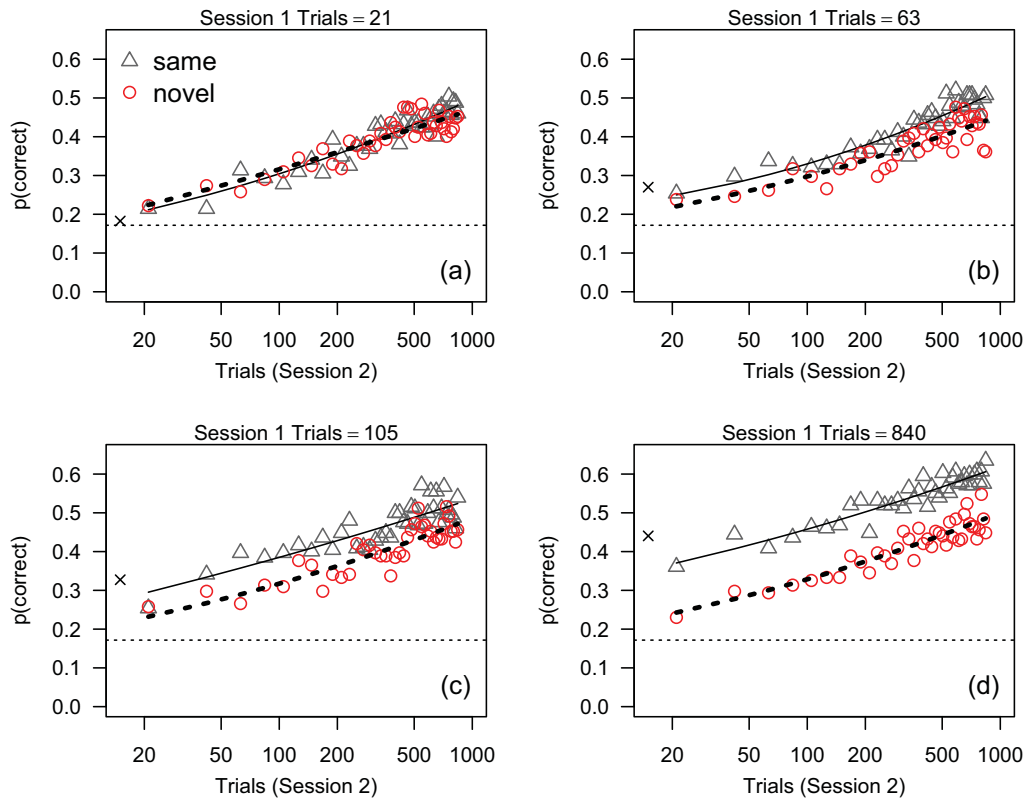 Session 1 Trials = 21
0.6
0.5
0.4
0.3
0.2
0.1
0.0
p(correct)
same
novel
(a)
20 50 100 200 500 1000
Trials (Session 2)
Session 1 Trials = 63
0.6
0.5
0.4
0.3
0.2
0.1
0.0
p(correct)
(b)
20 50 100 200 500 1000
Trials (Session 2)
Session 1 Trials = 105
0.6
0.5
0.4
0.3
0.2
0.1
0.0
p(correct)
(c)
20 50 100 200 500 1000
Trials (Session 2)
Session 1 Trials = 840
0.6
0.5
0.4
0.3
0.2
0.1
0.0
p(correct)
(d)
20 50 100 200 500 1000
Trials (Session 2)